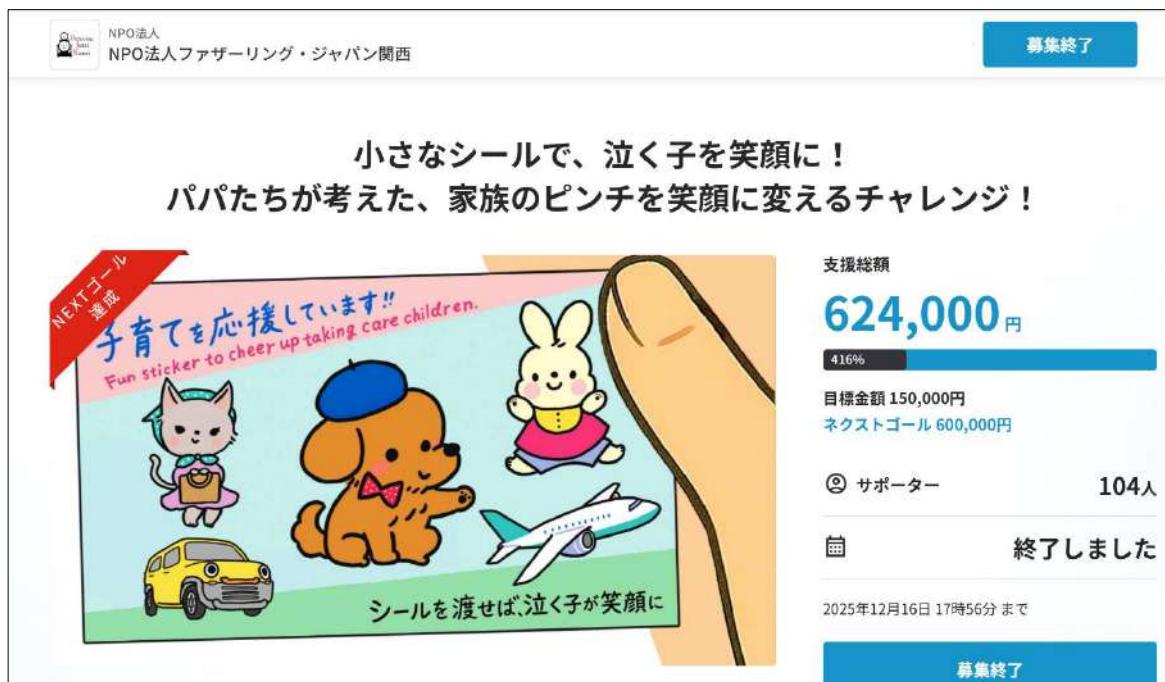 NPO法人
NPO法人ファザーリング・ジャパン関西
募集終了
小さなシールで、泣く子を笑顔に！
パパたちが考えた、家族のピンチを笑顔に変えるチャレンジ！
NEXTゴール
達成
子育てを応援しています!!
Fun sticker to cheer up taking care children.
シールを渡せば、泣く子が笑顔に
支援総額
624,000円
416%
目標金額 150,000円
ネクストゴール 600,000円
サポーター 104人
終了しました
2025年12月16日 17時56分 まで
募集終了